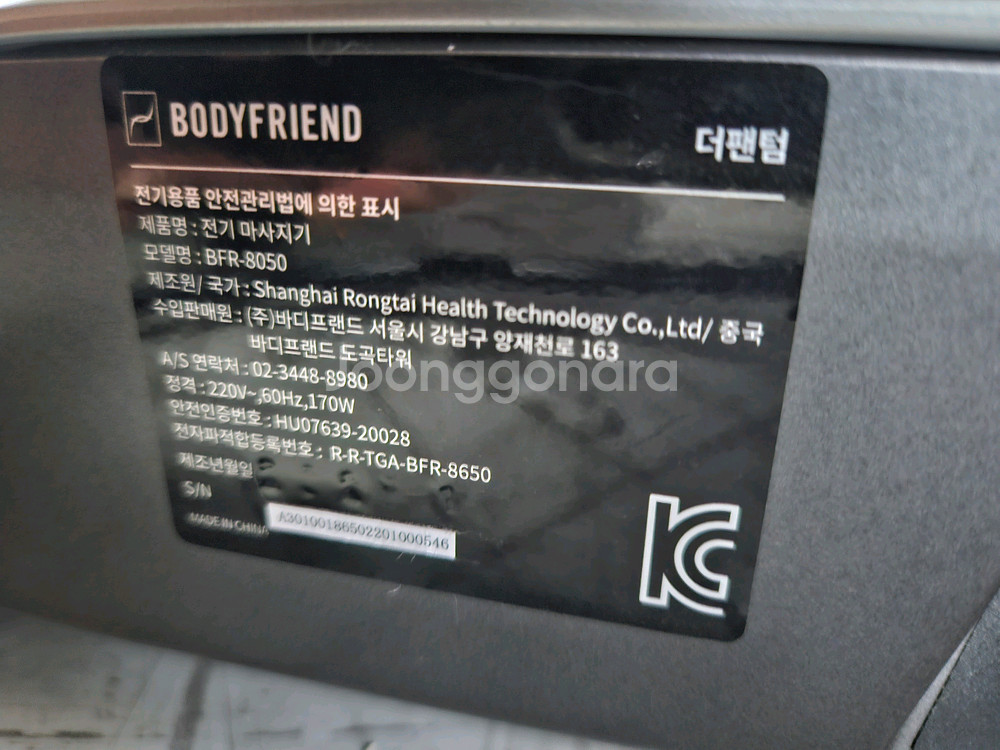 BODYFRIEND
더팬텀
전기용품 안전관리법에 의한 표시
제품명 : 전기 마사지기
모델명 : BFR-8050
제조원/ 국가 : Shanghai Rongtai Health Technology Co.,Ltd/ 중국
수입판매원 : (주)바디프랜드 서울시 강남구 양재천로 163
바디프랜드 도곡타워
A/S 연락처 : 02-3448-8980
정격 : 220V~,60Hz,170W
안전인증번호 : HU07639-20028
전자파적합등록번호 : R-R-TGA-BFR-8650
제조년월일
S/N
MADE IN CHINA
A30100186502201000546
joonggonara